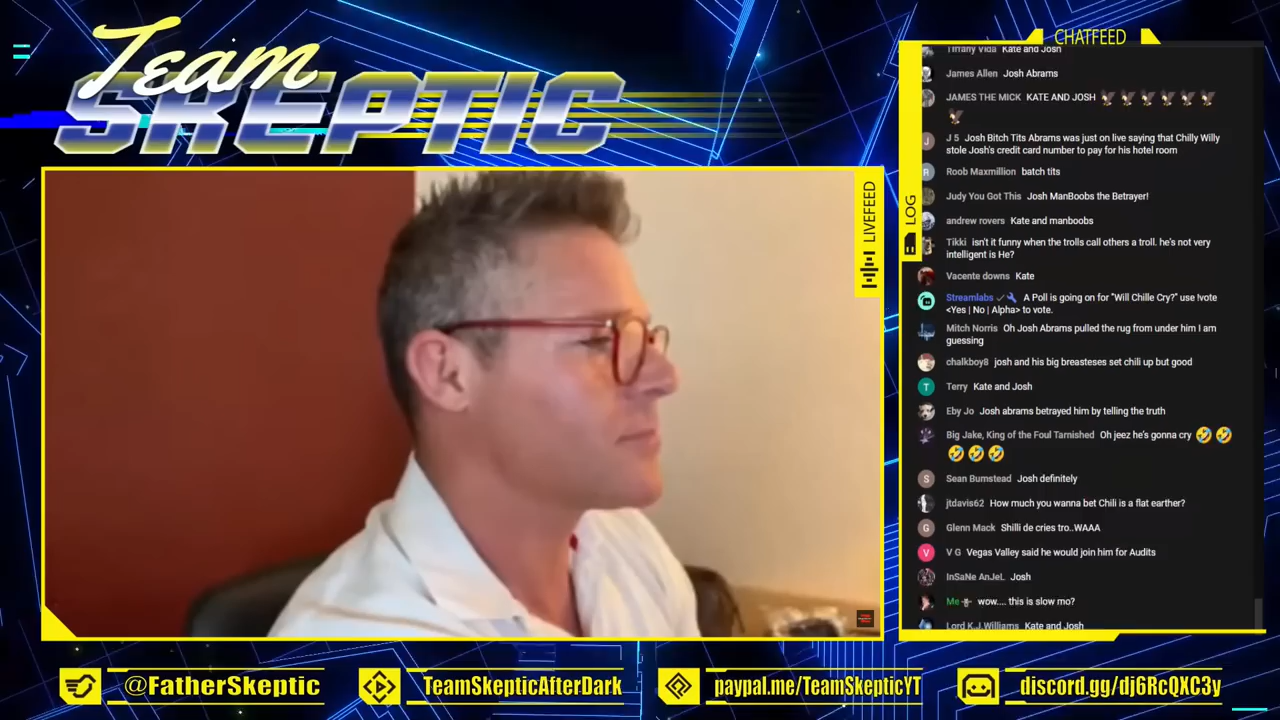 Team
SKEPTIC
CHATFEED
LOG
LIVEFEED
Tiffany Vida Kate and Josh
James Allen Josh Abrams
JAMES THE MICK KATE AND JOSH
J 5 Josh Bitch Tits Abrams was just on live saying that Chilly Willy
stole Josh's credit card number to pay for his hotel room
Roob Maxmillion batch tits
Judy You Got This Josh ManBoobs the Betrayer!
andrew rovers Kate and manboobs
Tikki isn't it funny when the trolls call others a troll. he's not very
intelligent is He?
Vacente downs Kate
Streamlabs A Poll is going on for "Will Chille Cry?" use !vote
<Yes | No | Alpha> to vote.
Mitch Norris Oh Josh Abrams pulled the rug from under him I am
guessing
chalkboy8 josh and his big breasteses set chili up but good
Terry Kate and Josh
Eby Jo Josh abrams betrayed him by telling the truth
Big Jake, King of the Foul Tarnished Oh jeez he's gonna cry
Sean Bumstead Josh definitely
jtdavis62 How much you wanna bet Chili is a flat earther?
Glenn Mack Shilli de cries tro..WAAA
V G Vegas Valley said he would join him for Audits
InSaNe AnJeL Josh
Me wow.... this is slow mo?
Lord K.J.Williams Kate and Josh
@FatherSkeptic
TeamSkepticAfterDark
paypal.me/TeamSkepticYT
discord.gg/dj6RcQXC3v